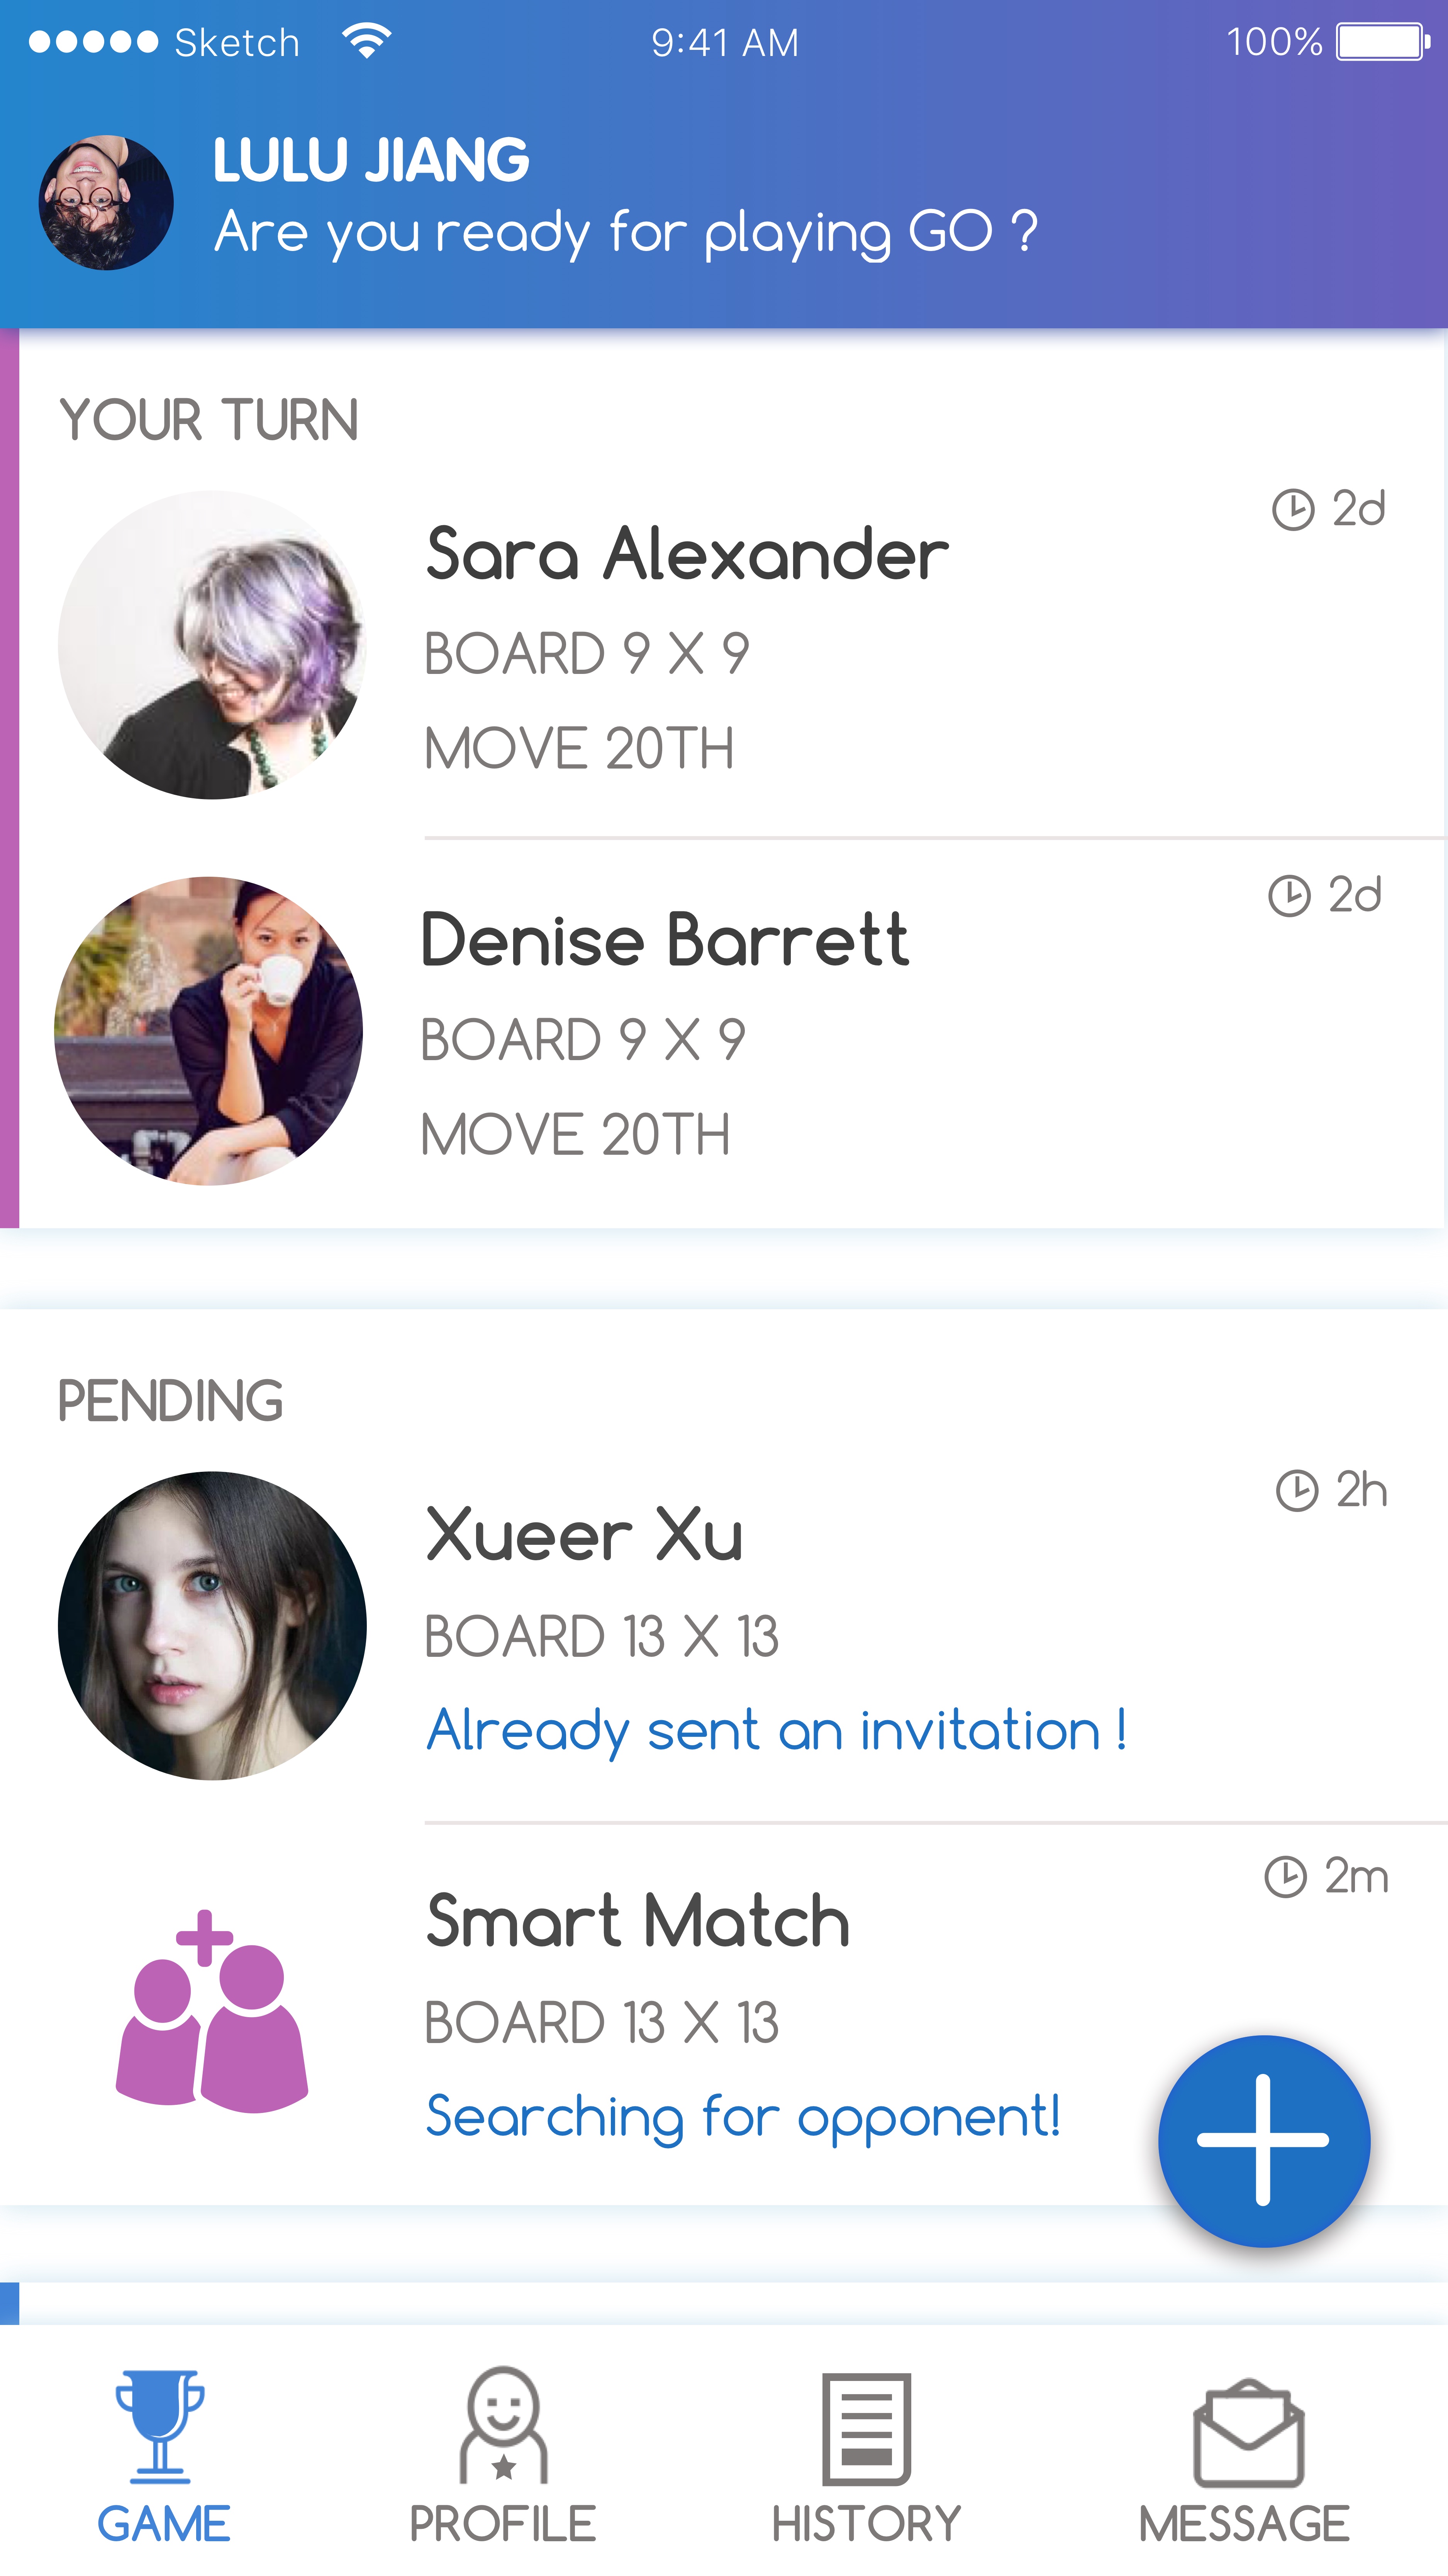 Sketch 9:41 AM 100%
LULU JIANG
Are you ready for playing GO ?
YOUR TURN
2d
Sara Alexander
BOARD 9 X 9
MOVE 20TH
2d
Denise Barrett
BOARD 9 X 9
MOVE 20TH
PENDING
2h
Xueer Xu
BOARD 13 X 13
Already sent an invitation !
2m
Smart Match
BOARD 13 X 13
Searching for opponent!
GAME PROFILE HISTORY MESSAGE